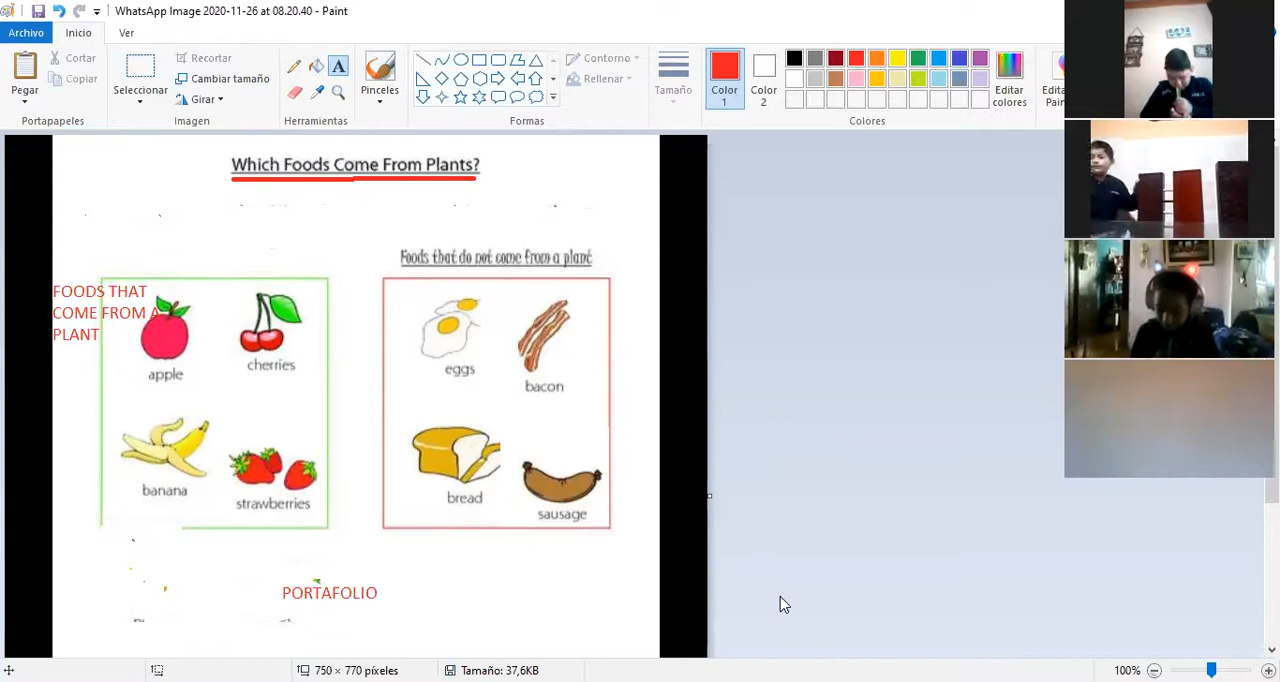 WhatsApp Image 2020-11-26 at 08.20.40 - Paint
Archivo Inicio Ver
Pegar
Cortar
Copiar
Portapapeles
Seleccionar
Recortar
Cambiar tamaño
Girar
Imagen
A
Herramientas
Pinceles
Contorno
Rellenar
Formas
Tamaño
Color
1
Color
2
Editar
colores
Colores
Which Foods Come From Plants?
Foods that do not come from a plant
FOODS THAT
COME FROM A
PLANT
apple
cherries
banana
strawberries
eggs
bacon
bread
sausage
PORTAFOLIO
750 × 770 píxeles
Tamaño: 37,6KB
100%